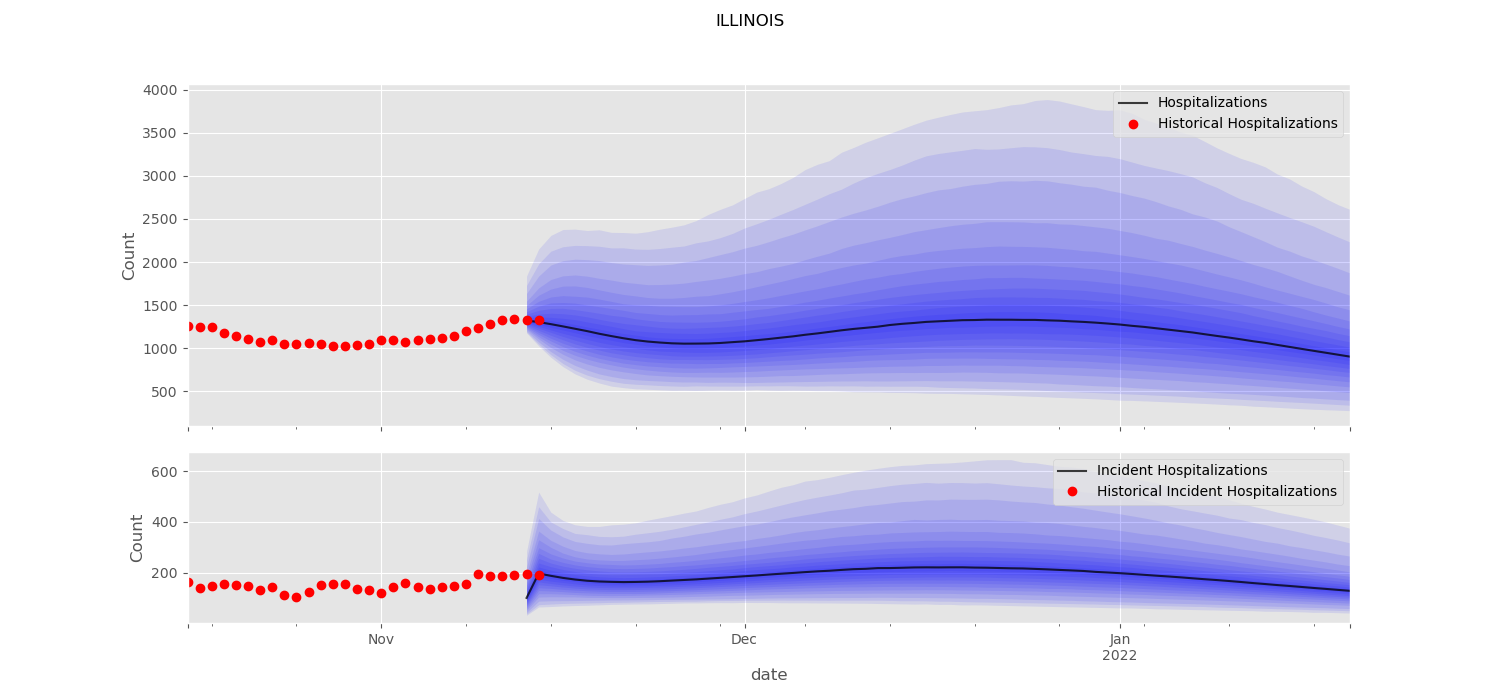 ILLINOIS
4000
3500
3000
2500
2000
1500
1000
500
Count
Hospitalizations
Historical Hospitalizations
600
400
200
Count
Incident Hospitalizations
Historical Incident Hospitalizations
Nov
Dec
Jan
2022
date